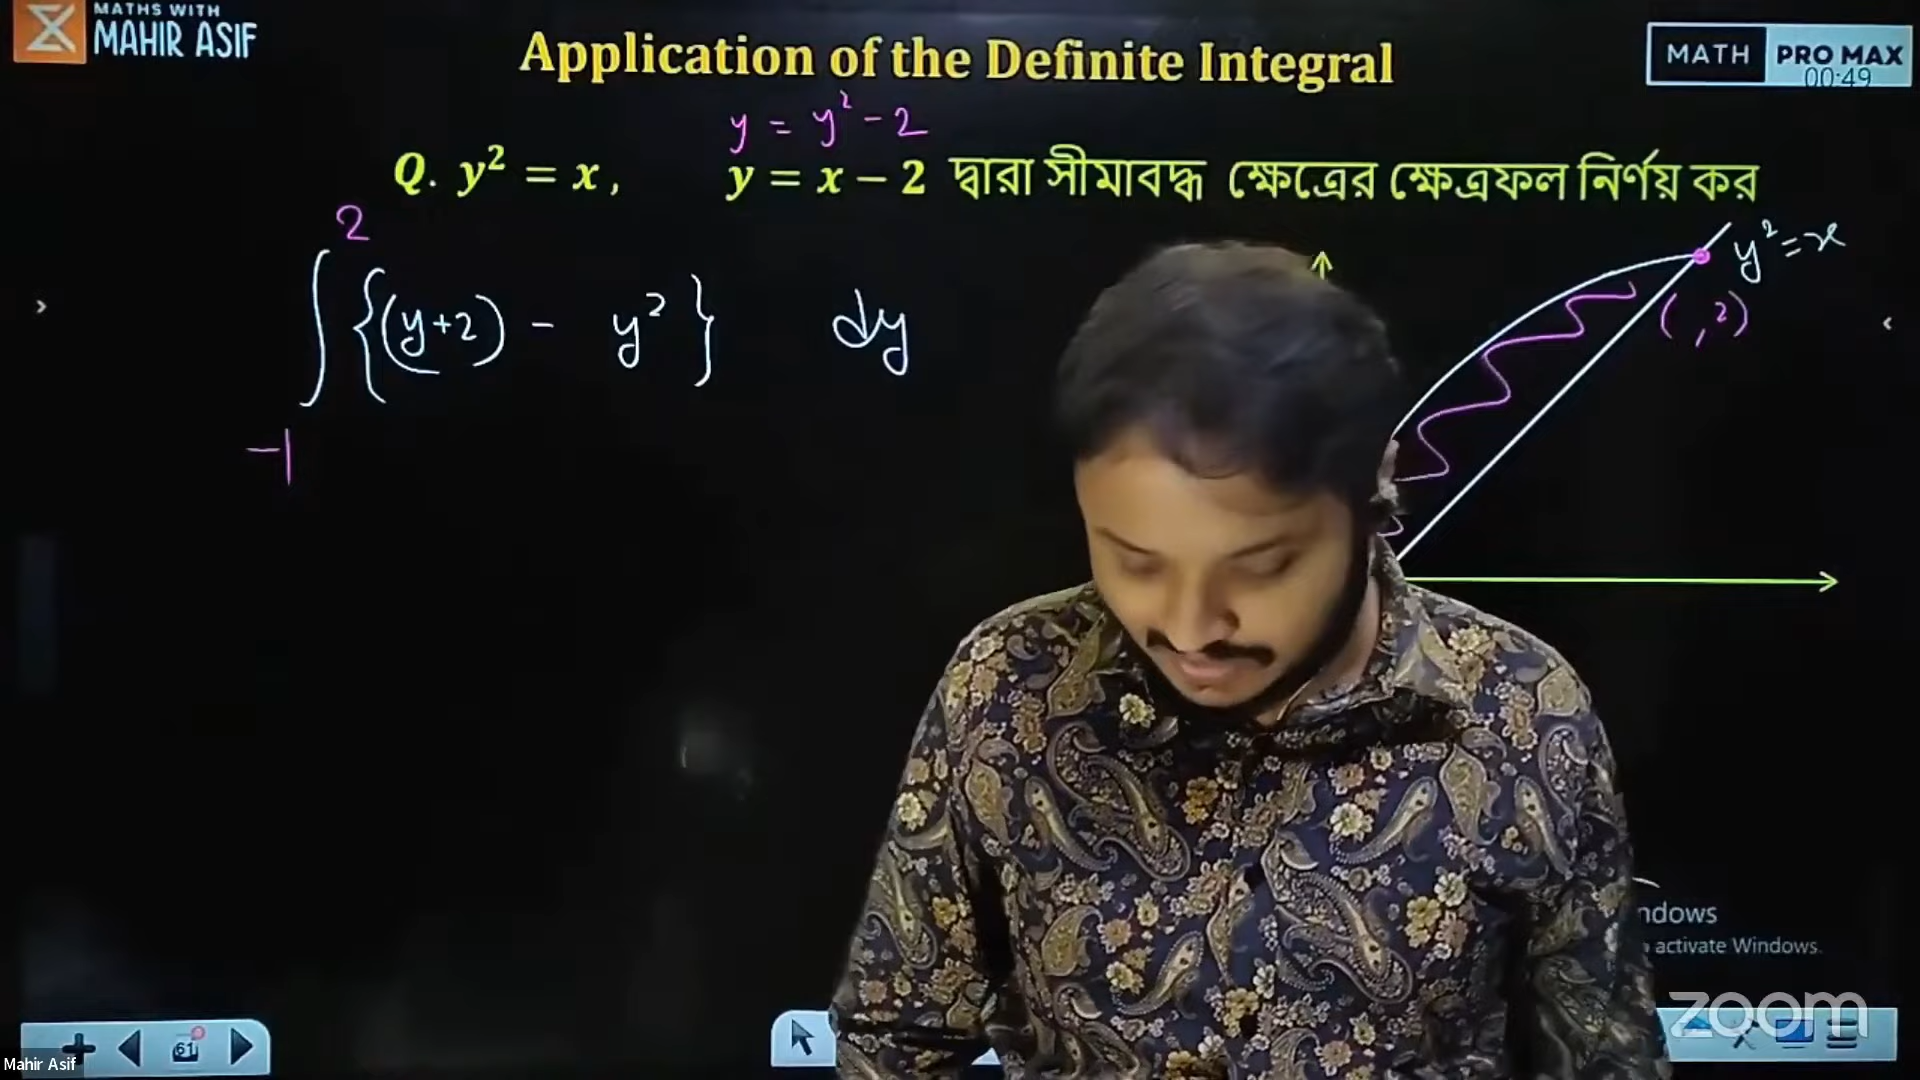 MATHS WITH
MAHIR ASIF
Application of the Definite Integral
MATH PRO MAX
00:49
y = y² - 2
Q. y² = x, y = x − 2 দ্বারা সীমাবদ্ধ ক্ষেত্রের ক্ষেত্রফল নির্ণয় কর
2
∫ {(y+2) - y²} dy
-1
y² = x
( , 2)
ndows
activate Windows.
zoom
61
Mahir Asif